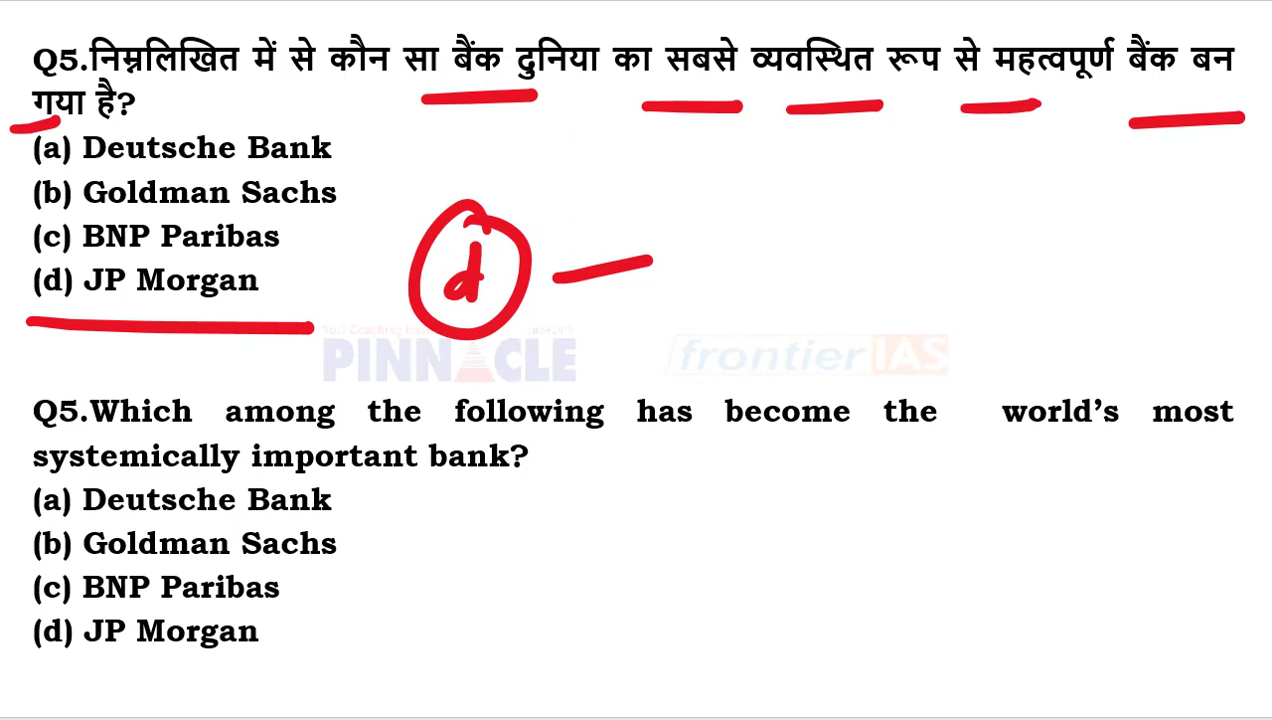 Q5.निम्नलिखित में से कौन सा बैंक दुनिया का सबसे व्यवस्थित रूप से महत्वपूर्ण बैंक बन
गया है?
(a) Deutsche Bank
(b) Goldman Sachs
(c) BNP Paribas
(d) JP Morgan
d
PINNACLE
frontier IAS
Q5.Which among the following has become the world's most
systemically important bank?
(a) Deutsche Bank
(b) Goldman Sachs
(c) BNP Paribas
(d) JP Morgan